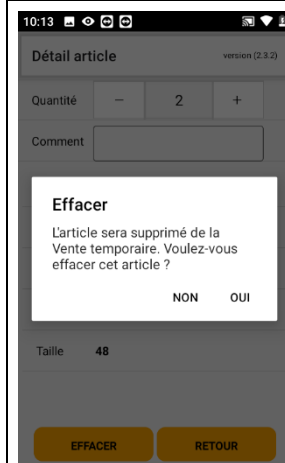 10:13
Détail article version (2.3.2)
Quantité − 2 +
Comment
Effacer
L'article sera supprimé de la
Vente temporaire. Voulez-vous
effacer cet article ?
NON OUI
Taille 48
EFFACER RETOUR